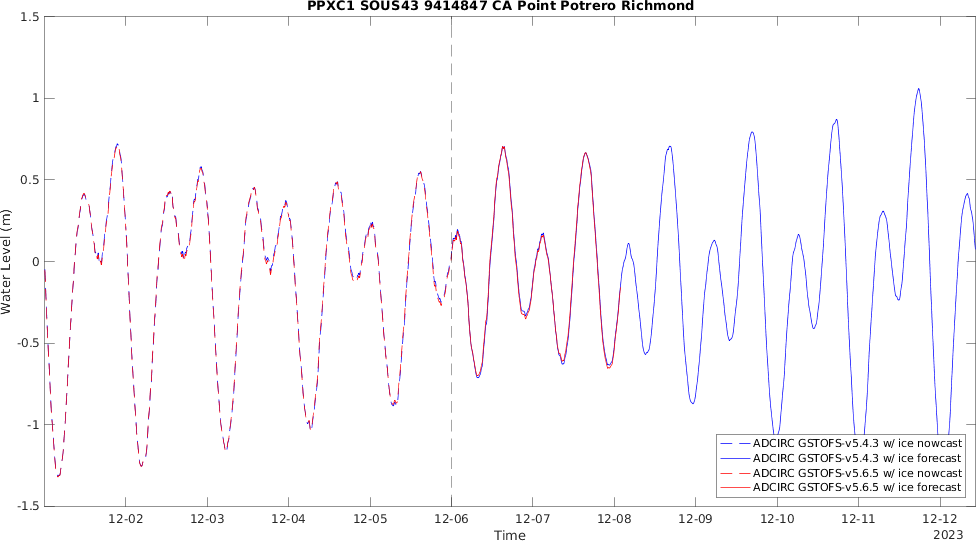 PPXC1 SOUS43 9414847 CA Point Potrero Richmond
1.5
1
0.5
0
-0.5
-1
-1.5
Water Level (m)
12-02 12-03 12-04 12-05 12-06 12-07 12-08 12-09 12-10 12-11 12-12
Time
2023
ADCIRC GSTOFS-v5.4.3 w/ ice nowcast
ADCIRC GSTOFS-v5.4.3 w/ ice forecast
ADCIRC GSTOFS-v5.6.5 w/ ice nowcast
ADCIRC GSTOFS-v5.6.5 w/ ice forecast